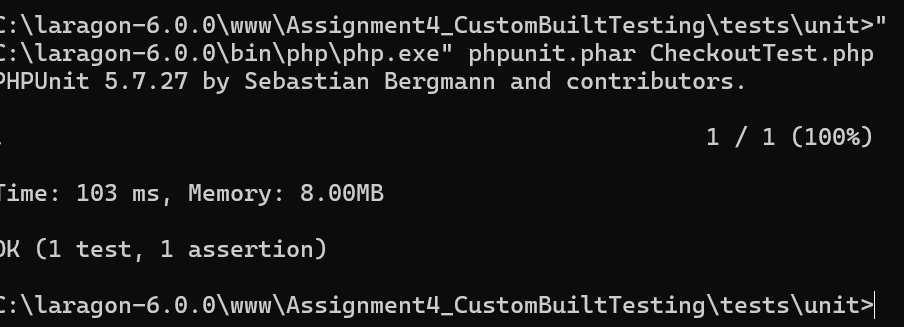 C:\laragon-6.0.0\www\Assignment4_CustomBuiltTesting\tests\unit>"
C:\laragon-6.0.0\bin\php\php.exe" phpunit.phar CheckoutTest.php
PHPUnit 5.7.27 by Sebastian Bergmann and contributors.
. 1 / 1 (100%)
Time: 103 ms, Memory: 8.00MB
OK (1 test, 1 assertion)
C:\laragon-6.0.0\www\Assignment4_CustomBuiltTesting\tests\unit>